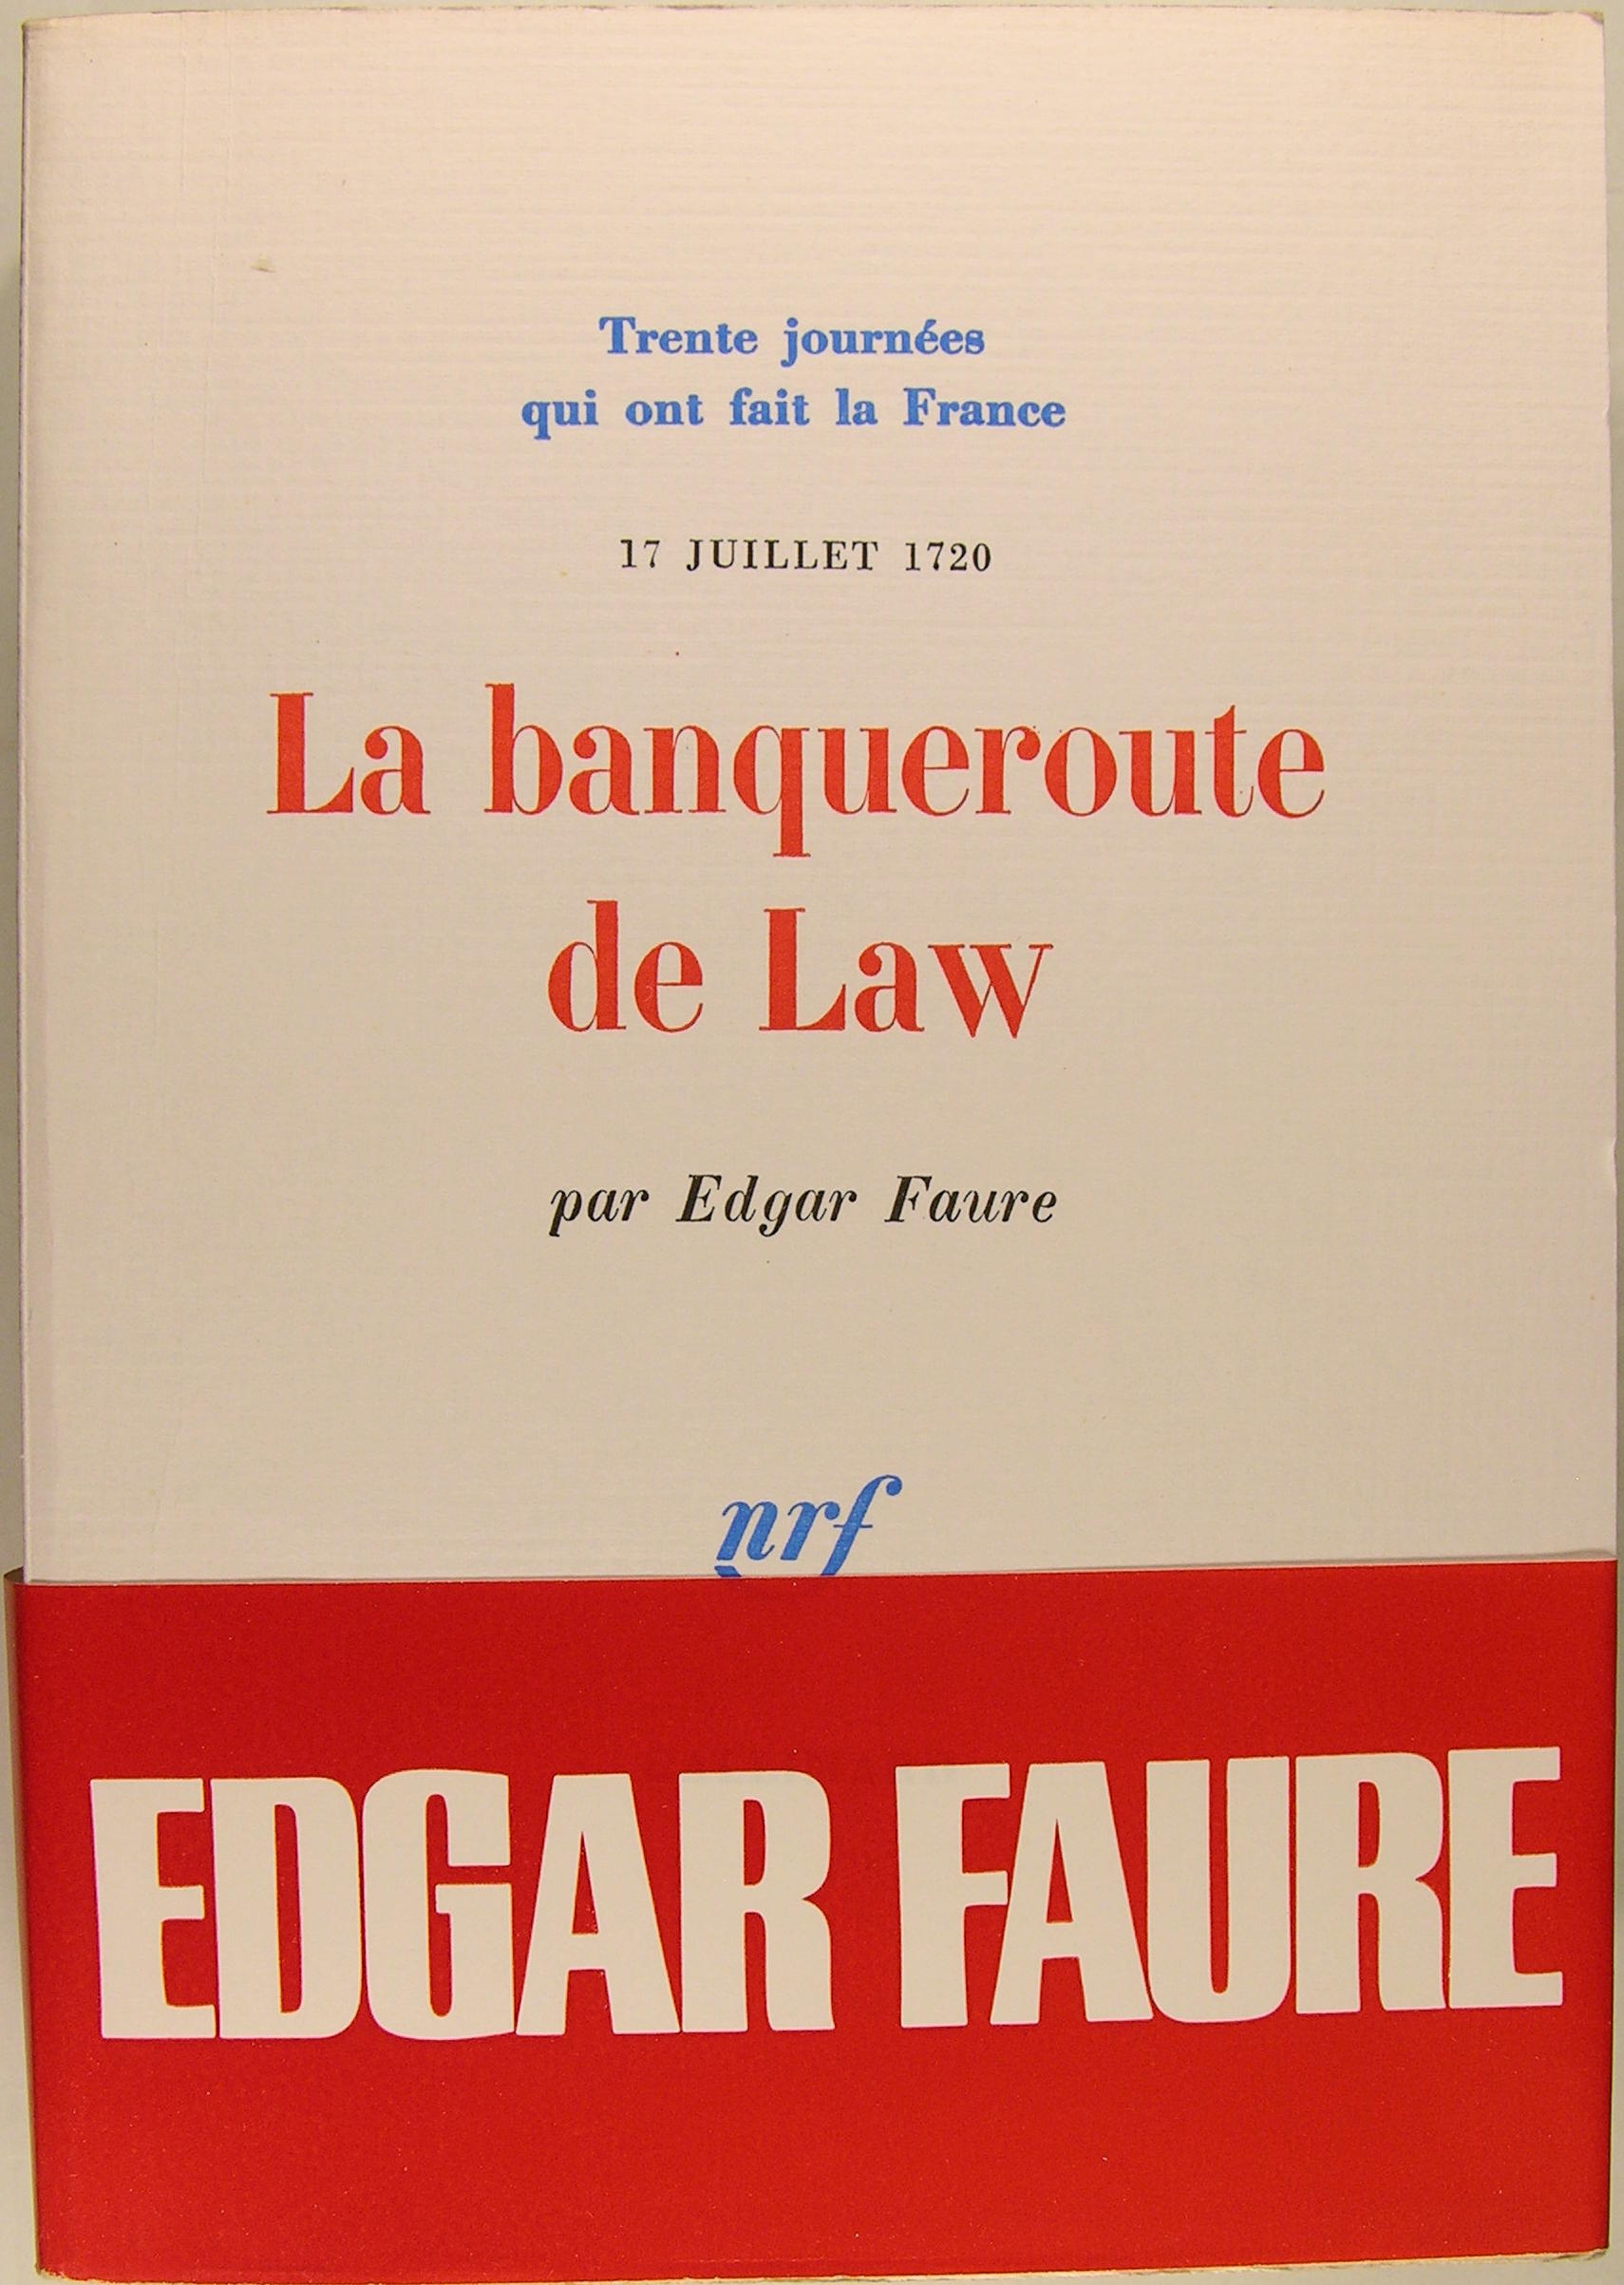 Trente journées
qui ont fait la France
17 JUILLET 1720
La banqueroute
de Law
par Edgar Faure
nrf
EDGAR FAURE